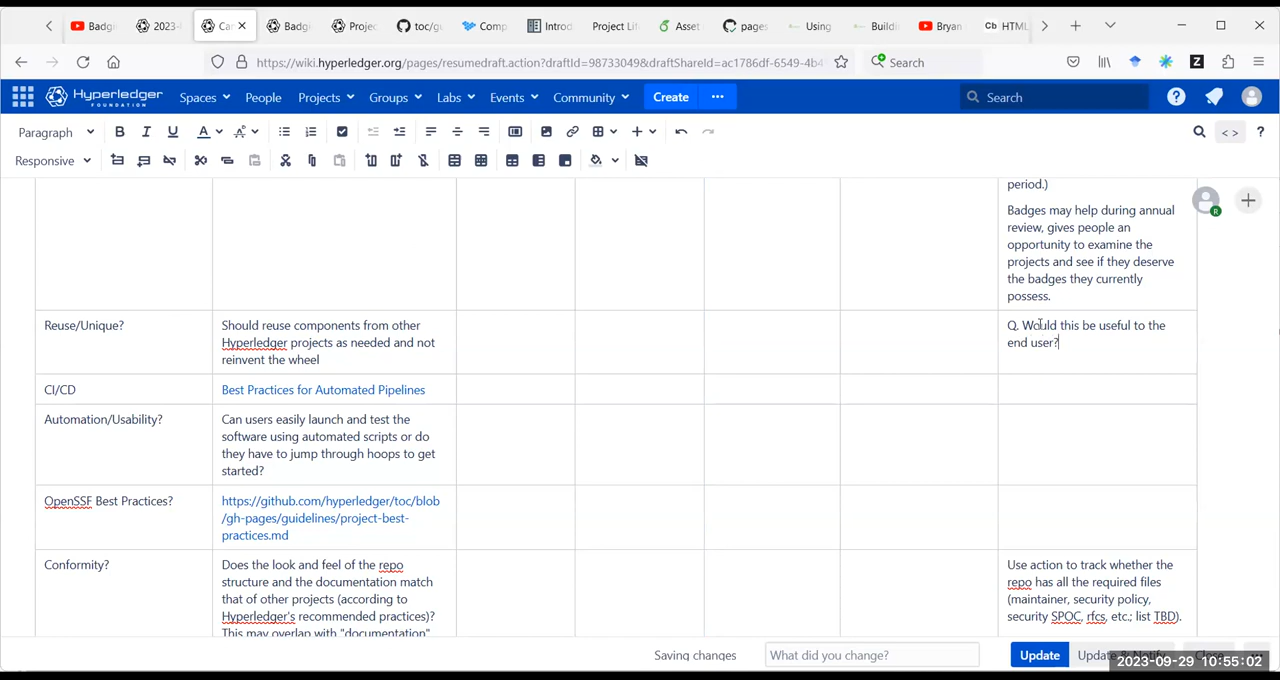 Badg
2023-
Ca
Badg
Projec
toc/g
Comp
Introd
Project Life
Asset
pages
Using
Buildi
Bryan
Cb HTML
https://wiki.hyperledger.org/pages/resumedraft.action?draftId=98733049&draftShareId=ac1786df-6549-4b4
Search
HYPERLEDGER FOUNDATION
Spaces
People
Projects
Groups
Labs
Events
Community
Create
Search
Paragraph
B I U A
Responsive
period.)
Badges may help during annual
review, gives people an
opportunity to examine the
projects and see if they deserve
the badges they currently
possess.
Reuse/Unique?
Should reuse components from other
Hyperledger projects as needed and not
reinvent the wheel
Q. Would this be useful to the
end user?
CI/CD
Best Practices for Automated Pipelines
Automation/Usability?
Can users easily launch and test the
software using automated scripts or do
they have to jump through hoops to get
started?
OpenSSF Best Practices?
https://github.com/hyperledger/toc/blob
/gh-pages/guidelines/project-best-
practices.md
Conformity?
Does the look and feel of the repo
structure and the documentation match
that of other projects (according to
Hyperledger's recommended practices)?
This may overlap with "documentation"
Use action to track whether the
repo has all the required files
(maintainer, security policy,
security SPOC, rfcs, etc.; list TBD).
Saving changes
What did you change?
Update
Update & Notify
Close
2023-09-29 10:55:02